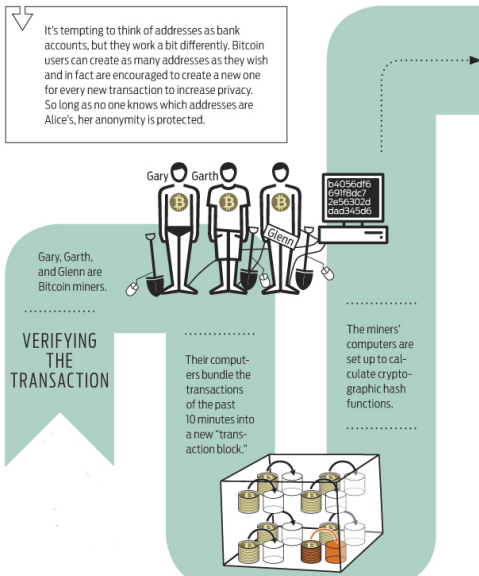 It's tempting to think of addresses as bank
accounts, but they work a bit differently. Bitcoin
users can create as many addresses as they wish
and in fact are encouraged to create a new one
for every new transaction to increase privacy.
So long as no one knows which addresses are
Alice's, her anonymity is protected.
Gary
Garth
Glenn
b4056df6
691f8dc7
2e56302d
dad345d6
Gary, Garth,
and Glenn are
Bitcoin miners.
VERIFYING
THE
TRANSACTION
Their comput-
ers bundle the
transactions
of the past
10 minutes into
a new "trans-
action block."
The miners'
computers are
set up to cal-
culate crypto-
graphic hash
functions.